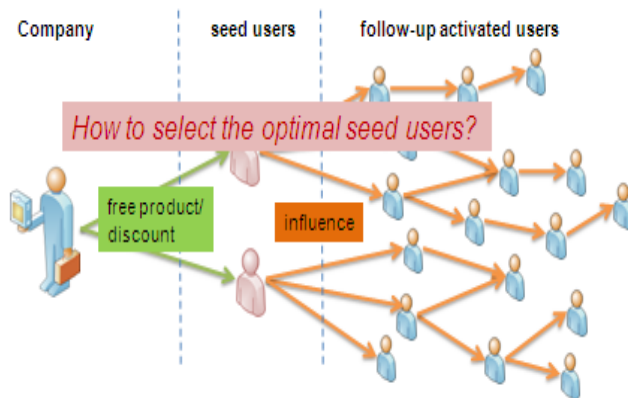 Company
seed users
follow-up activated users
How to select the optimal seed users?
free product/
discount
influence